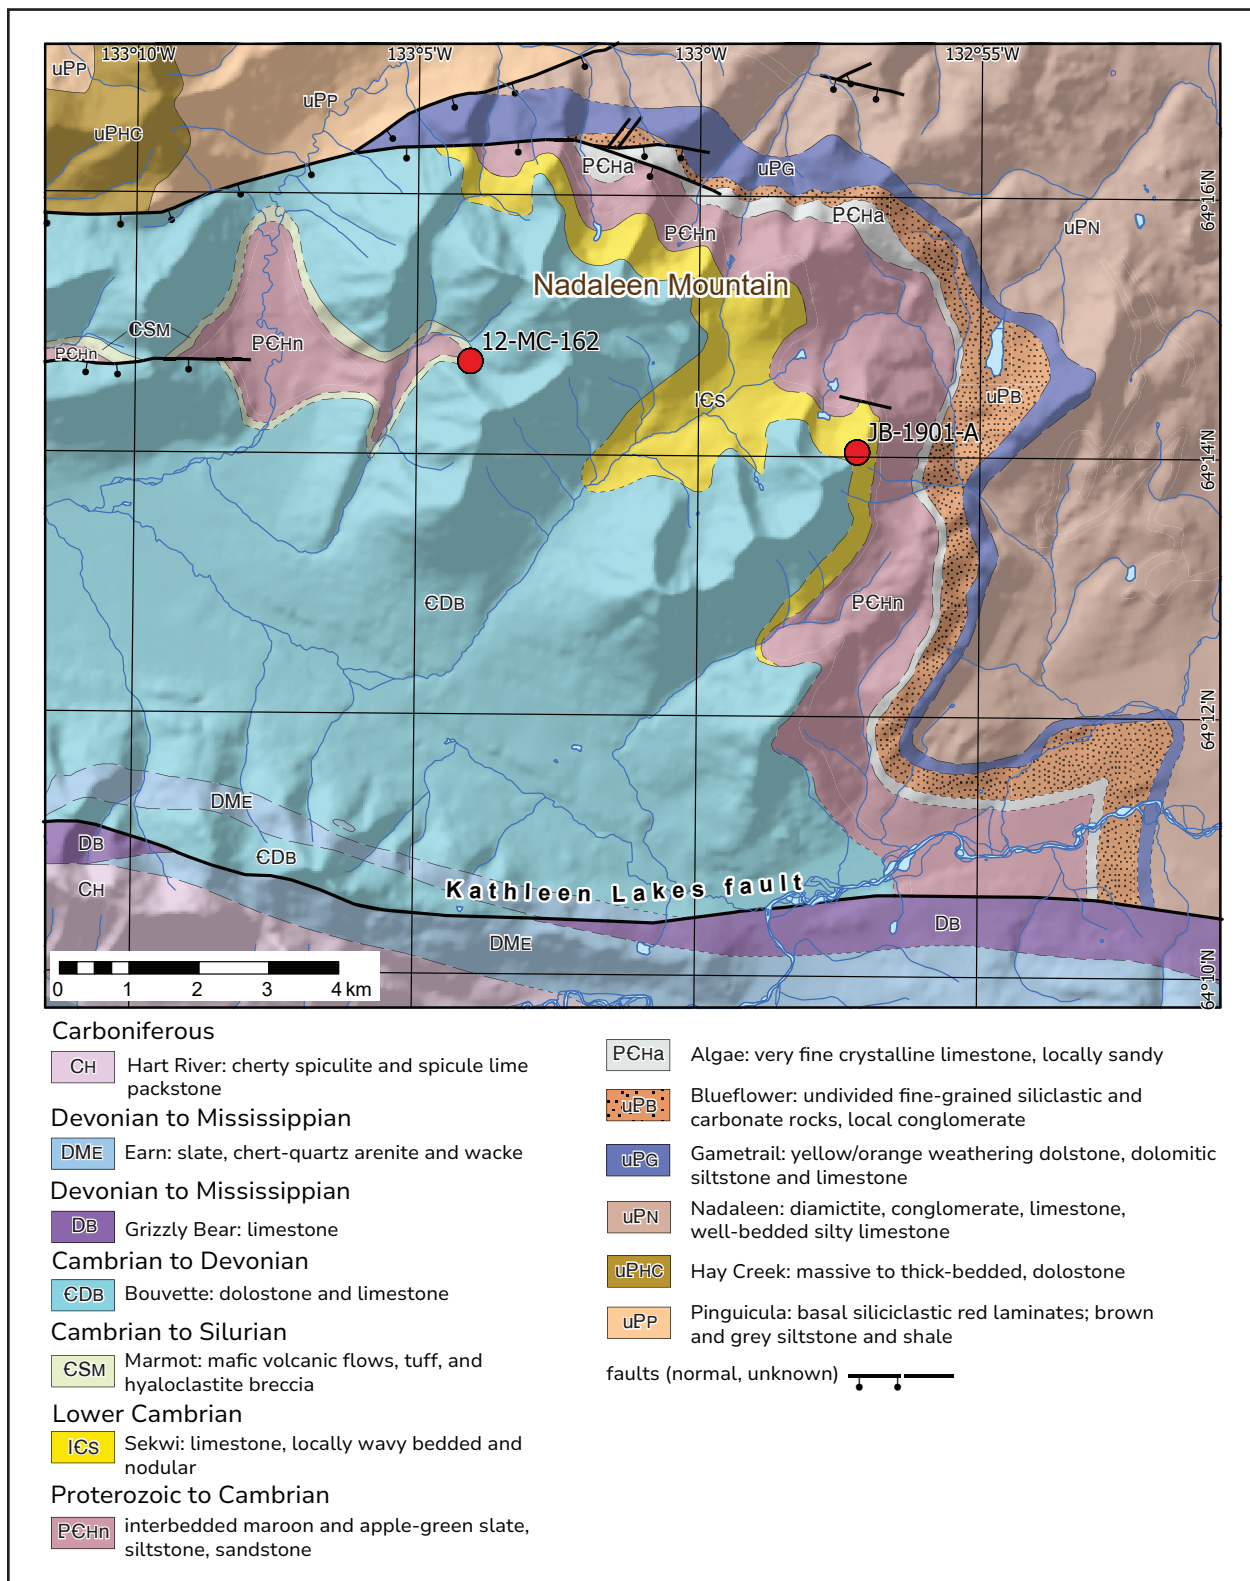 133°10'W 133°5'W 133°W 132°55'W
uPP
uPP
uPHC
PЄHa
uPG
64°16'N
PЄHa
uPN
PЄHn
Nadaleen Mountain
ЄSM
12-MC-162
PЄHn
PЄHn
lЄS
uPB
JB-1901-A
64°14'N
ЄDB
PЄHn
64°12'N
DME
DB
ЄDB
CH
Kathleen Lakes fault
DB
DME
64°10'N
0 1 2 3 4 km
Carboniferous
CH Hart River: cherty spiculite and spicule lime
packstone
Devonian to Mississippian
DME Earn: slate, chert-quartz arenite and wacke
Devonian to Mississippian
DB Grizzly Bear: limestone
Cambrian to Devonian
ЄDB Bouvette: dolostone and limestone
Cambrian to Silurian
ЄSM Marmot: mafic volcanic flows, tuff, and
hyaloclastite breccia
Lower Cambrian
lЄS Sekwi: limestone, locally wavy bedded and
nodular
Proterozoic to Cambrian
PЄHn interbedded maroon and apple-green slate,
siltstone, sandstone
PЄHa Algae: very fine crystalline limestone, locally sandy
uPB Blueflower: undivided fine-grained siliclastic and
carbonate rocks, local conglomerate
uPG Gametrail: yellow/orange weathering dolstone, dolomitic
siltstone and limestone
uPN Nadaleen: diamictite, conglomerate, limestone,
well-bedded silty limestone
uPHC Hay Creek: massive to thick-bedded, dolostone
uPP Pinguicula: basal siliciclastic red laminates; brown
and grey siltstone and shale
faults (normal, unknown)